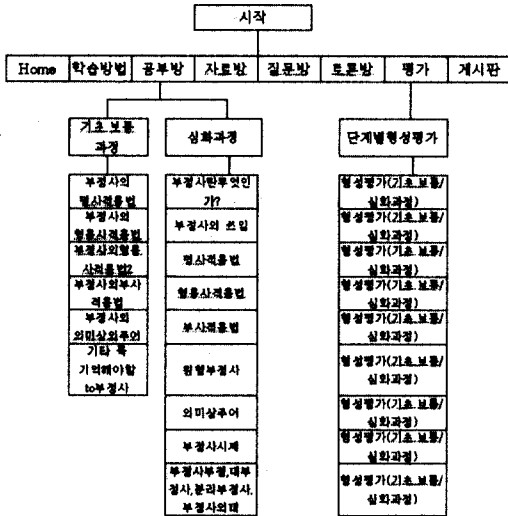 시작
Home 학습방법 공부방 자료방 질문방 토론방 평가 게시판
기초.보통
과정
심화과정
단계별형성평가
부정사의
명사적용법
부정사의
형용사적용법
부정사의형용
사적용법2
부정사의부사
적용법
부정사의
의미상의주어
기타 꼭
기억해야할
to부정사
부정사란무엇인
가?
부정사의 쓰임
명사적용법
형용사적용법
부사적용법
원형부정사
의미상주어
부정사시제
부정사부정,대부
정사,분리부정사,
부정사외태
형성평가(기초.보통/
심화과정)
형성평가(기초.보통/
심화과정)
형성평가(기초.보통/
심화과정)
형성평가(기초.보통/
심화과정)
형성평가(기초.보통/
심화과정)
형성평가(기초.보통/
심화과정)
형성평가(기초.보통/
심화과정)
형성평가(기초.보통/
심화과정)
형성평가(기초.보통/
심화과정)